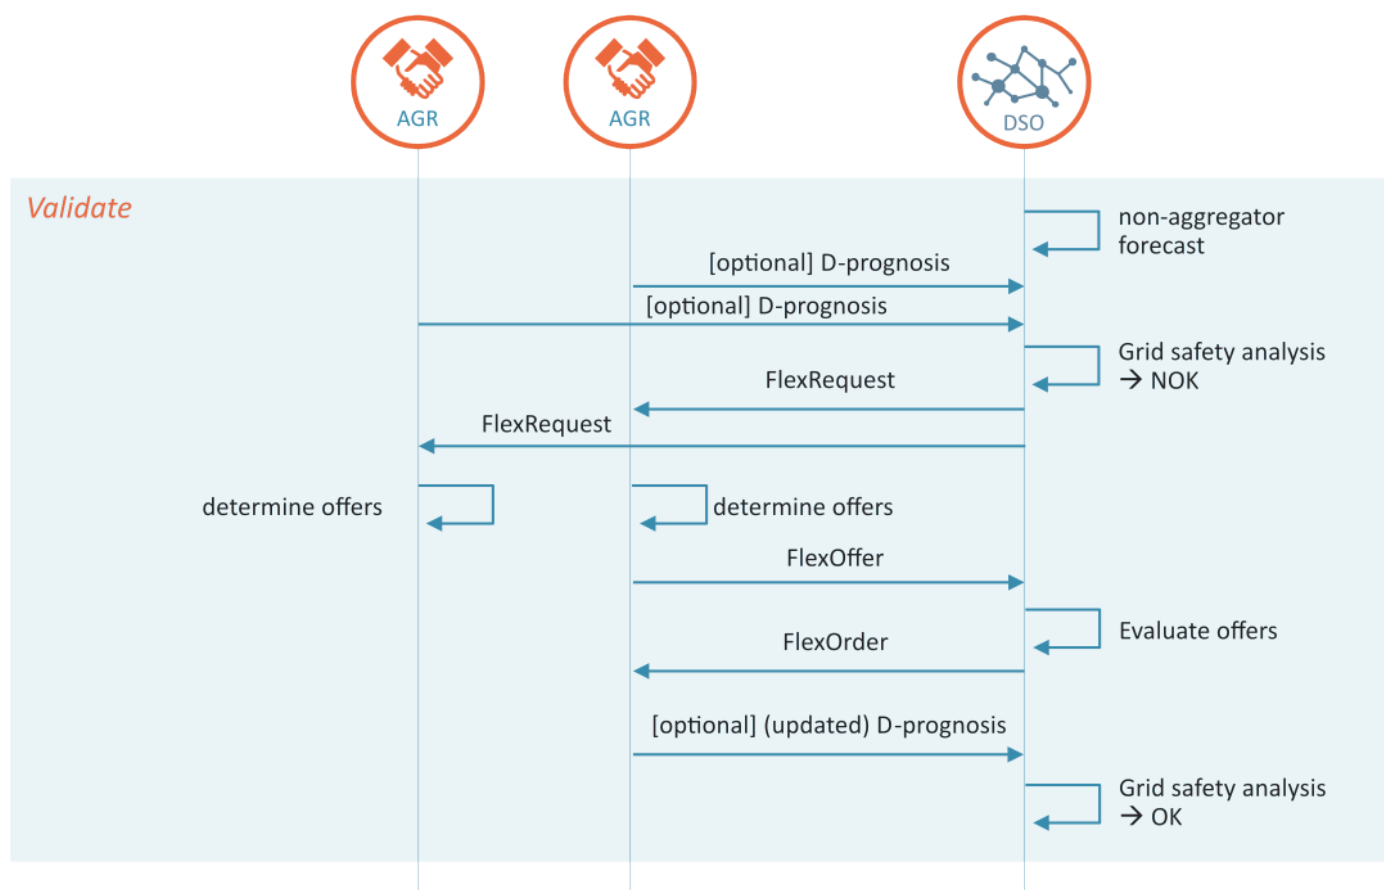 AGR
AGR
DSO
Validate
non-aggregator
forecast
[optional] D-prognosis
[optional] D-prognosis
Grid safety analysis
→ NOK
FlexRequest
FlexRequest
determine offers
determine offers
FlexOffer
Evaluate offers
FlexOrder
[optional] (updated) D-prognosis
Grid safety analysis
→ OK